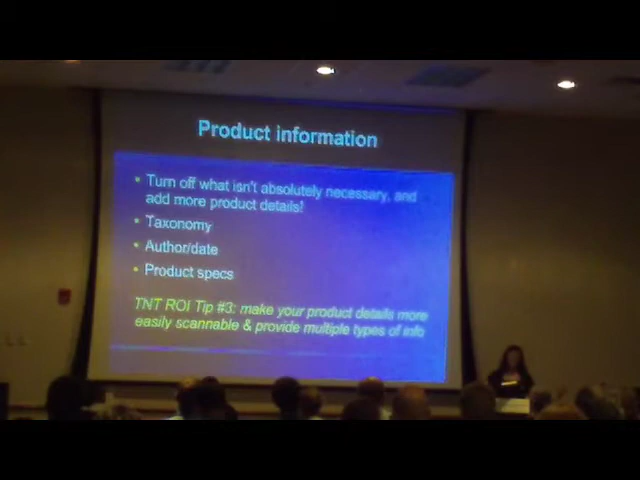 Product information
• Turn off what isn't absolutely necessary, and
add more product details!
• Taxonomy
• Author/date
• Product specs
TNT ROI Tip #3: make your product details more
easily scannable & provide multiple types of info